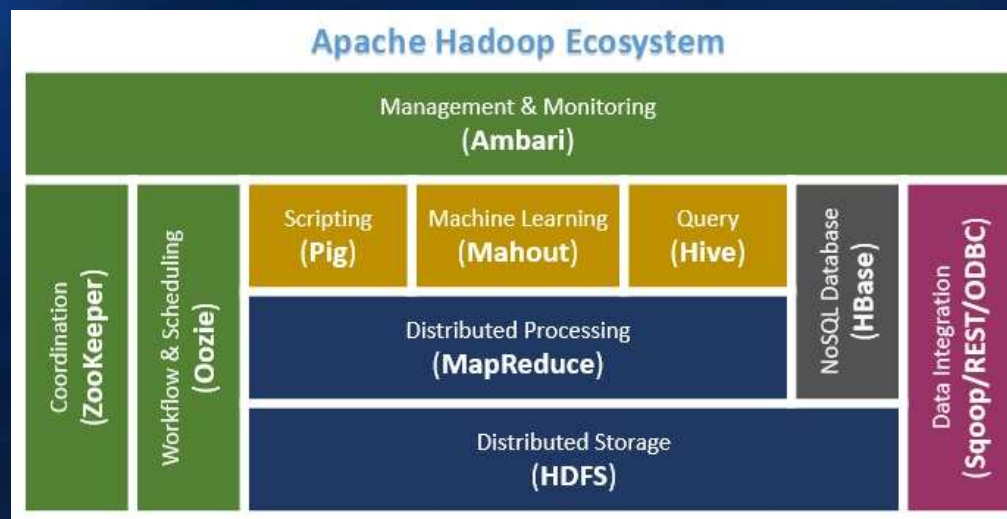 Apache Hadoop Ecosystem
Management & Monitoring
(Ambari)
Coordination
(ZooKeeper)
Workflow & Scheduling
(Oozie)
Scripting
(Pig)
Machine Learning
(Mahout)
Query
(Hive)
Distributed Processing
(MapReduce)
NoSQL Database
(HBase)
Distributed Storage
(HDFS)
Data Integration
(Sqoop/REST/ODBC)